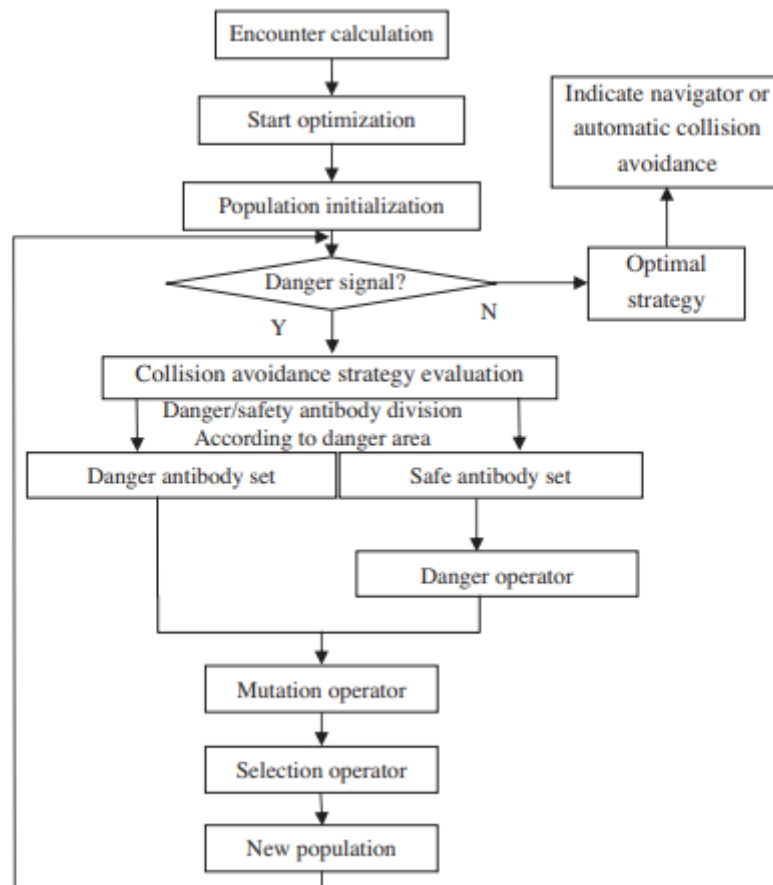 Encounter calculation
Start optimization
Indicate navigator or
automatic collision
avoidance
Population initialization
Danger signal?
Optimal
strategy
N
Y
Collision avoidance strategy evaluation
Danger/safety antibody division
According to danger area
Danger antibody set
Safe antibody set
Danger operator
Mutation operator
Selection operator
New population